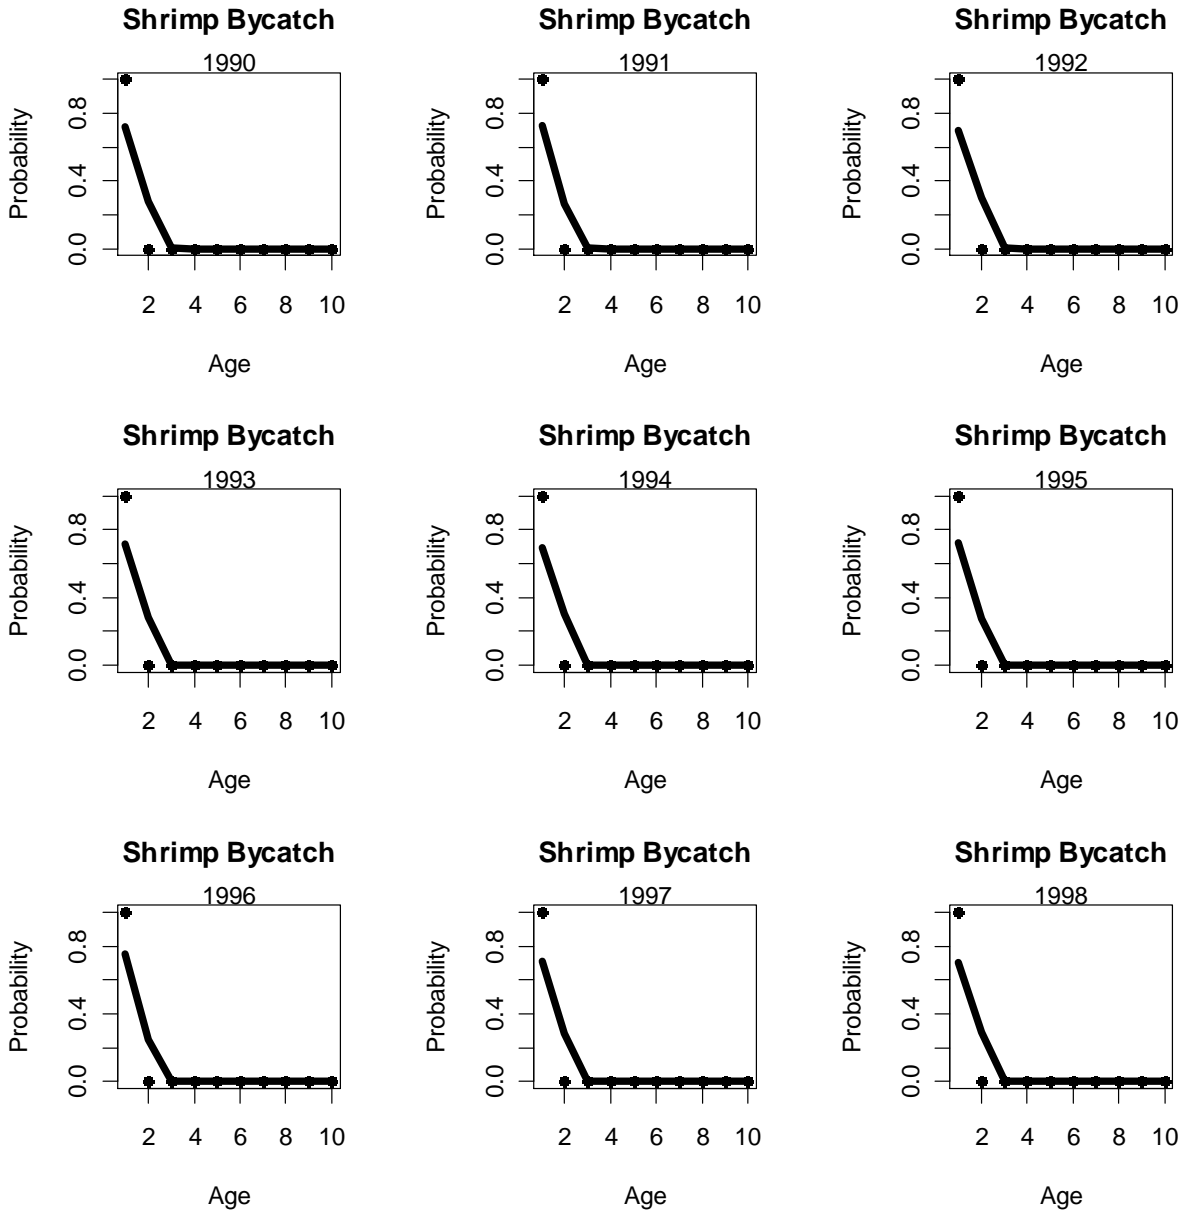 Shrimp Bycatch Shrimp Bycatch Shrimp Bycatch
1990 1991 1992
Probability Probability Probability
0.8 0.8 0.8
0.4 0.4 0.4
0.0 0.0 0.0
2 4 6 8 10 2 4 6 8 10 2 4 6 8 10
Age Age Age
Shrimp Bycatch Shrimp Bycatch Shrimp Bycatch
1993 1994 1995
Probability Probability Probability
0.8 0.8 0.8
0.4 0.4 0.4
0.0 0.0 0.0
2 4 6 8 10 2 4 6 8 10 2 4 6 8 10
Age Age Age
Shrimp Bycatch Shrimp Bycatch Shrimp Bycatch
1996 1997 1998
Probability Probability Probability
0.8 0.8 0.8
0.4 0.4 0.4
0.0 0.0 0.0
2 4 6 8 10 2 4 6 8 10 2 4 6 8 10
Age Age Age